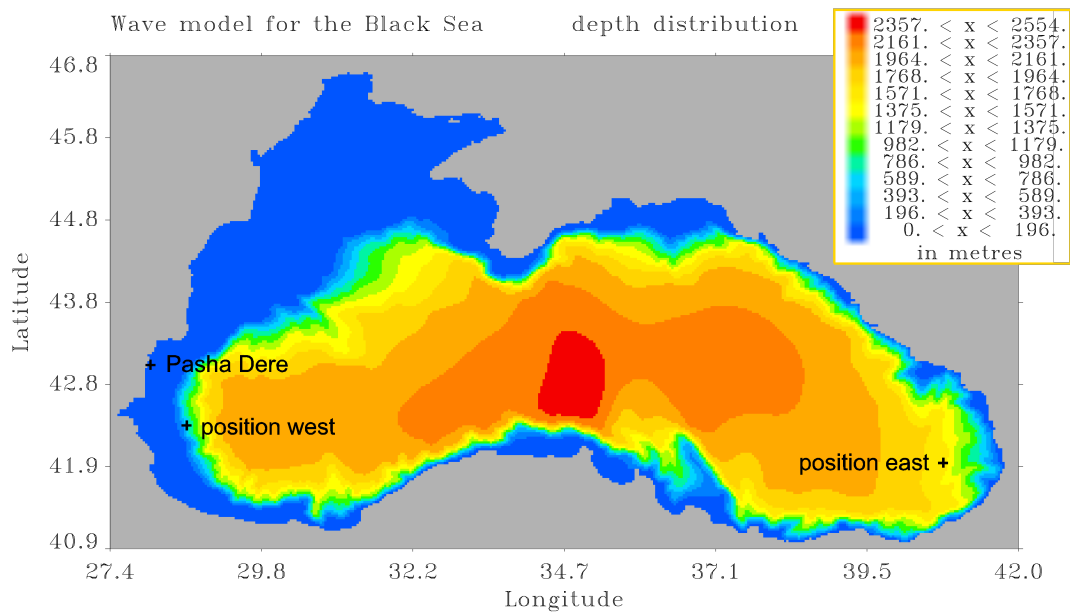 Wave model for the Black Sea depth distribution
2357. < x < 2554.
2161. < x < 2357.
1964. < x < 2161.
1768. < x < 1964.
1571. < x < 1768.
1375. < x < 1571.
1179. < x < 1375.
982. < x < 1179.
786. < x < 982.
589. < x < 786.
393. < x < 589.
196. < x < 393.
0. < x < 196.
in metres
Latitude
46.8
45.8
44.8
43.8
42.8
41.9
40.9
+ Pasha Dere
+ position west
position east +
27.4 29.8 32.2 34.7 37.1 39.5 42.0
Longitude